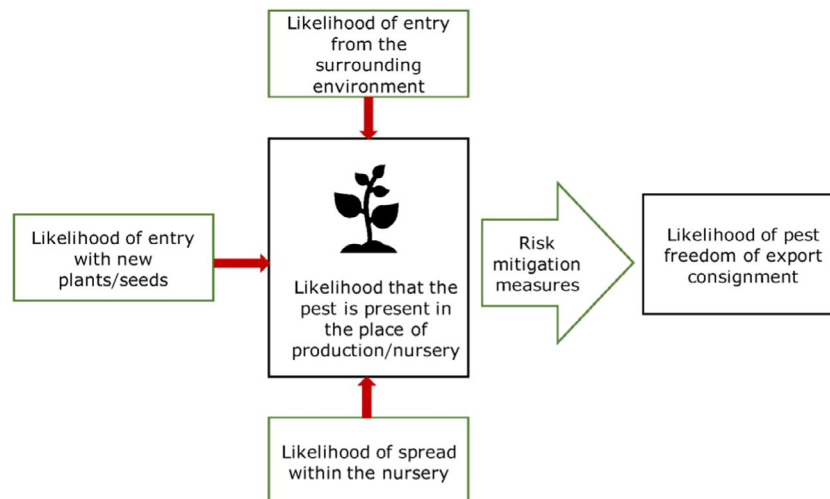 Likelihood of entry
from the
surrounding
environment
Likelihood of entry
with new
plants/seeds
Likelihood that the
pest is present in
the place of
production/nursery
Risk
mitigation
measures
Likelihood of pest
freedom of export
consignment
Likelihood of spread
within the nursery